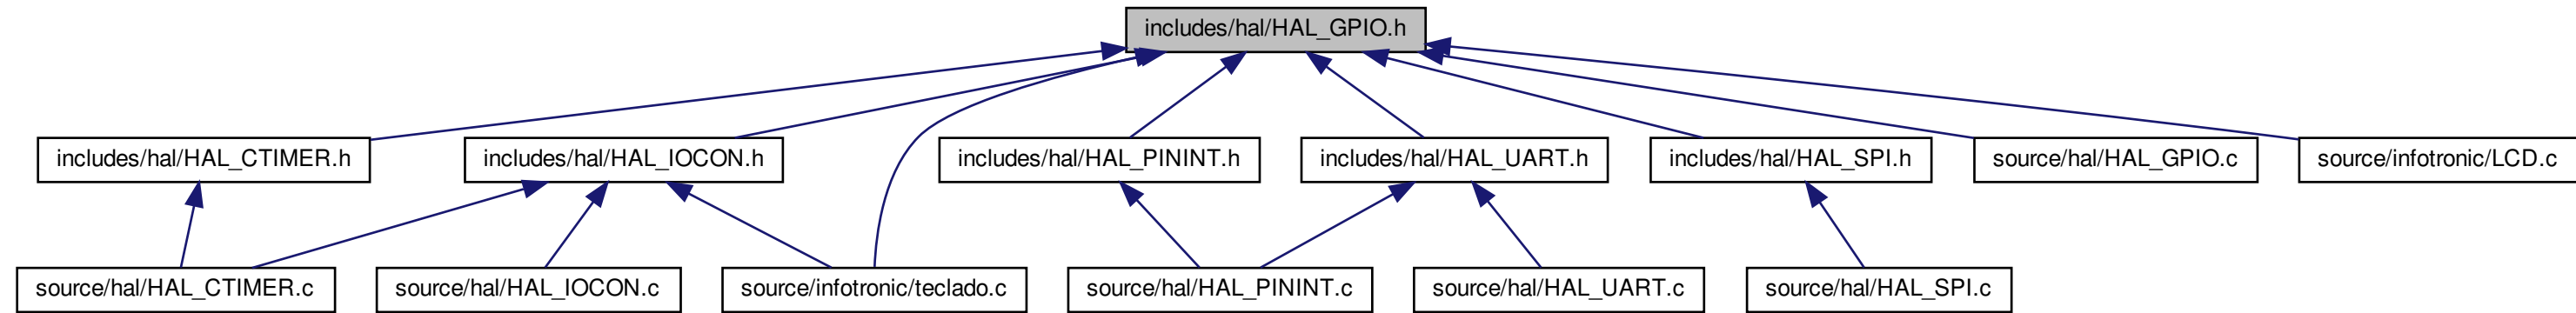 includes/hal/HAL_GPIO.h
includes/hal/HAL_CTIMER.h
includes/hal/HAL_IOCON.h
includes/hal/HAL_PININT.h
includes/hal/HAL_UART.h
includes/hal/HAL_SPI.h
source/hal/HAL_GPIO.c
source/infotronic/LCD.c
source/hal/HAL_CTIMER.c
source/hal/HAL_IOCON.c
source/infotronic/teclado.c
source/hal/HAL_PININT.c
source/hal/HAL_UART.c
source/hal/HAL_SPI.c